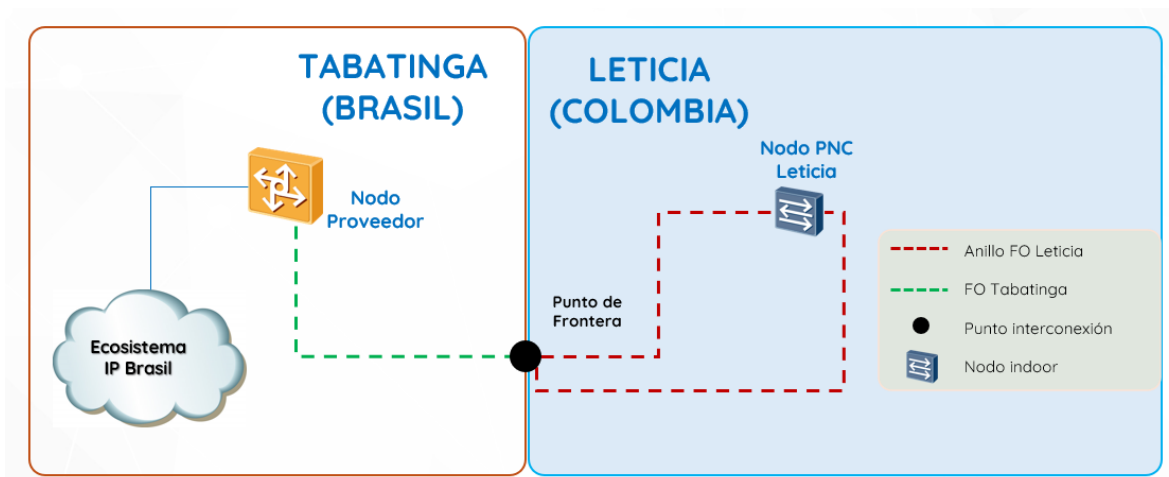 TABATINGA
(BRASIL)
LETICIA
(COLOMBIA)
Nodo PNC
Leticia
Nodo
Proveedor
Anillo FO Leticia
FO Tabatinga
Punto de
Frontera
Punto interconexión
Ecosistema
IP Brasil
Nodo indoor